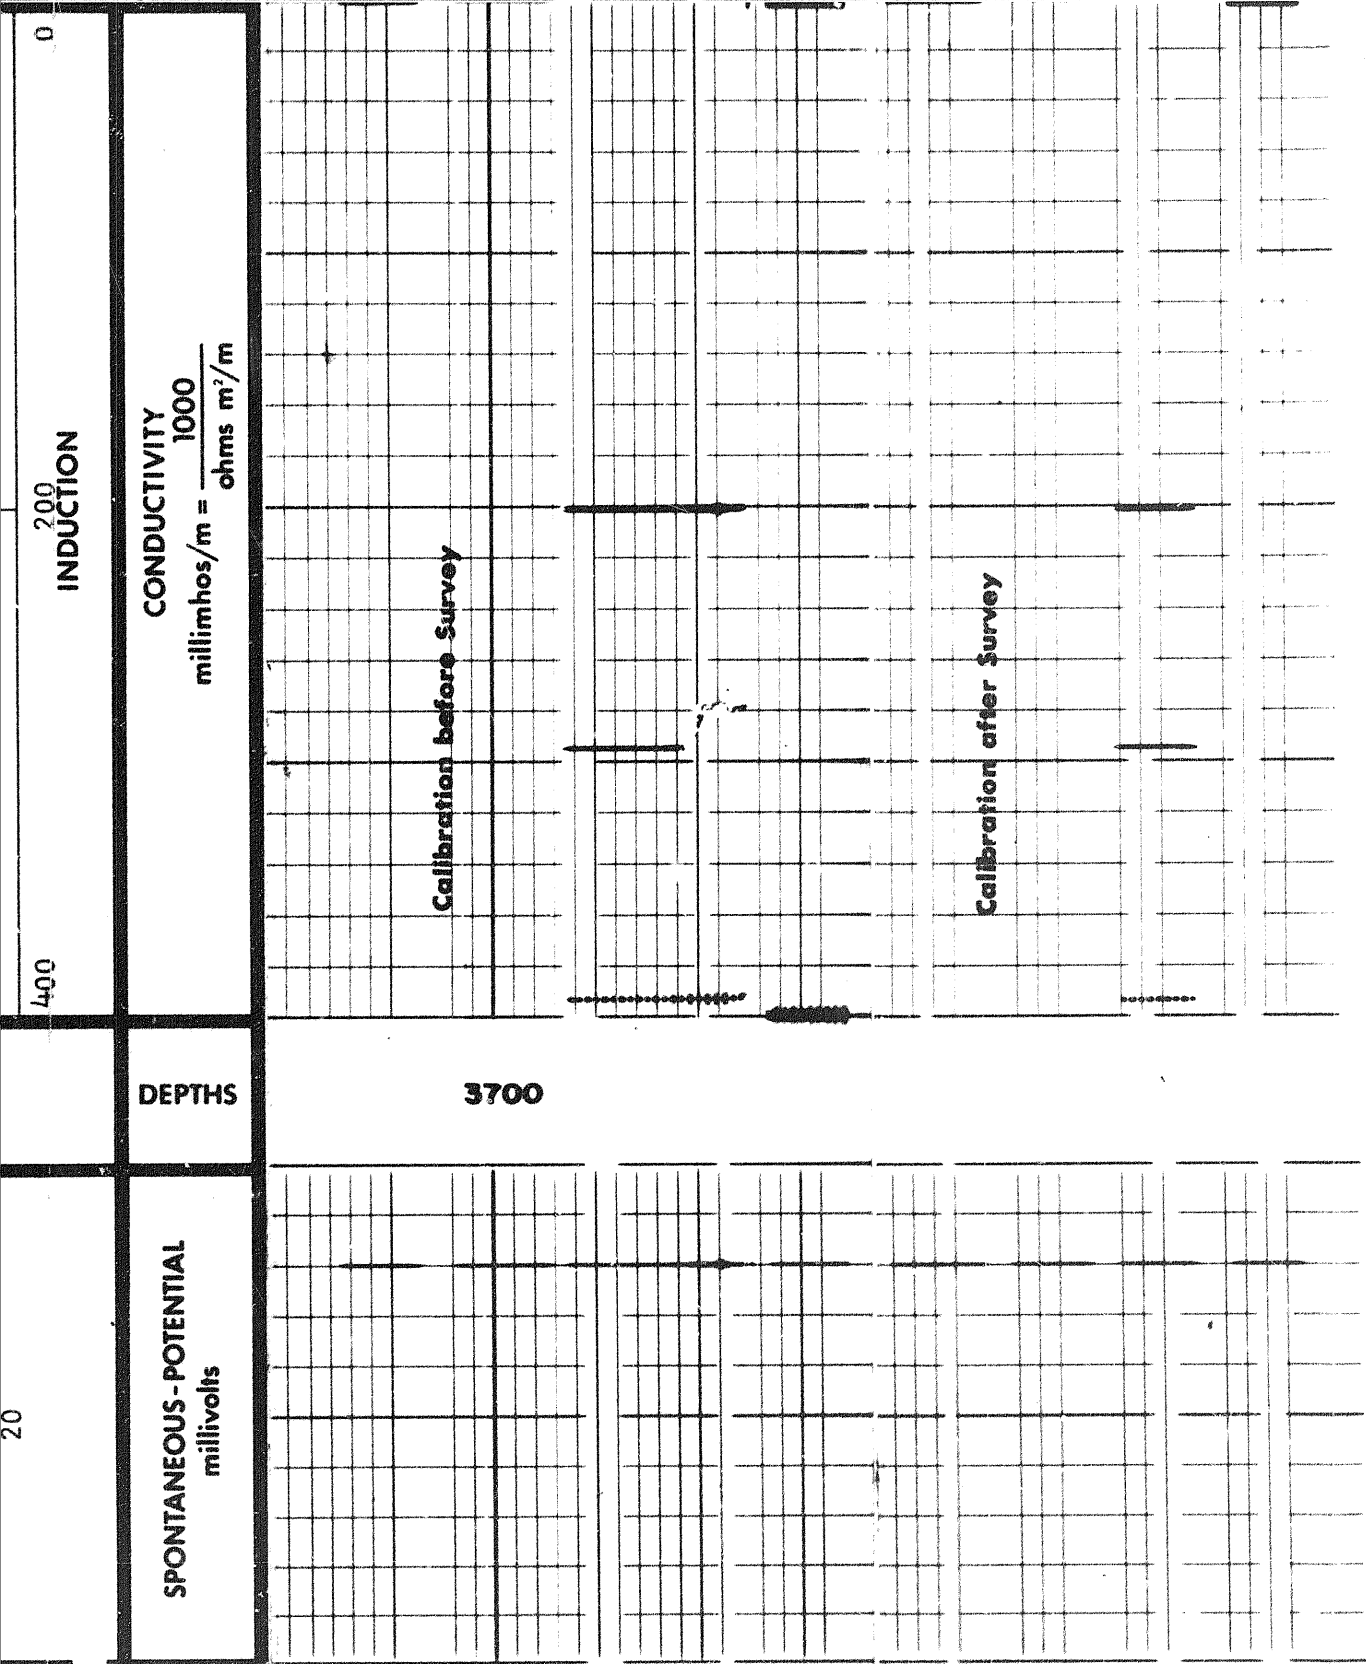 0
200
400
INDUCTION
CONDUCTIVITY
millimhos/m = 1000
ohms m²/m
DEPTHS
20
SPONTANEOUS-POTENTIAL
millivolts
Calibration before Survey
3700
Calibration after Survey